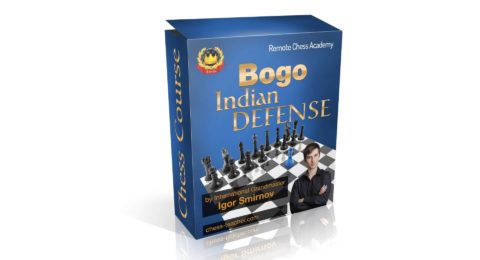 Remote Chess Academy
Bogo
Indian
DEFENSE
by International Grandmaster
Igor Smirnov
chess-teacher.com
Chess Course